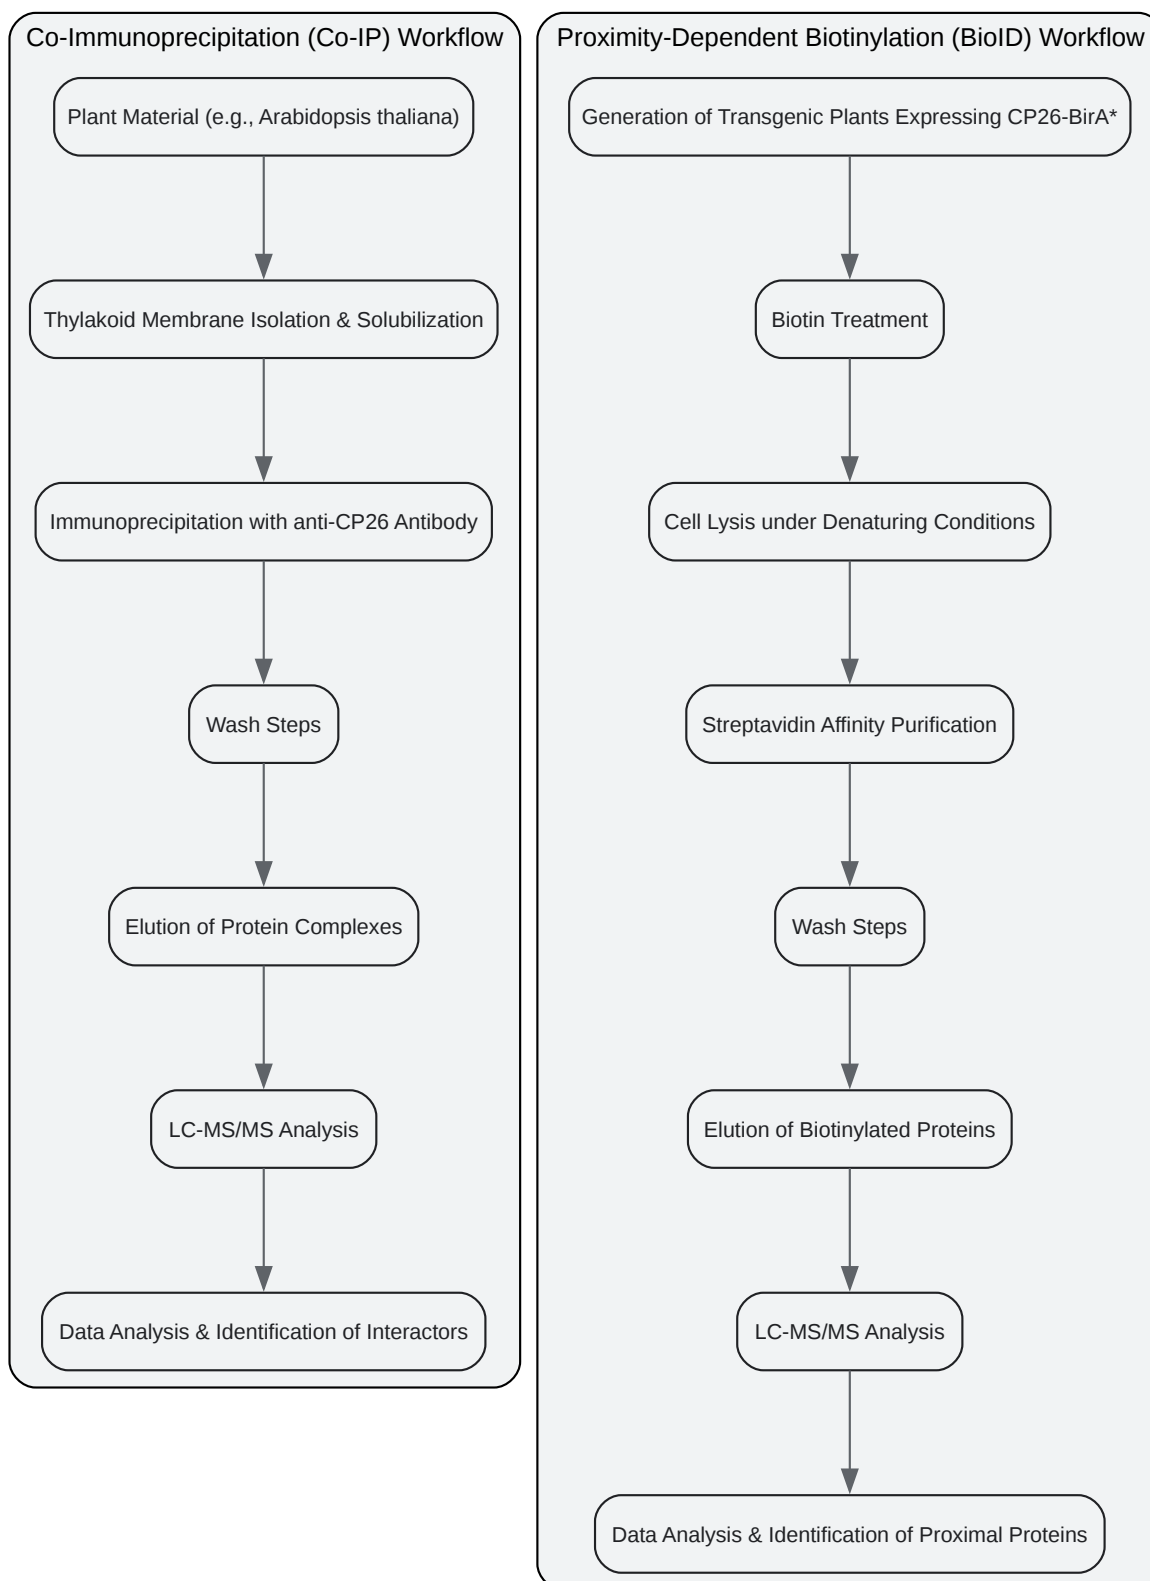 Co-Immunoprecipitation (Co-IP) Workflow
Plant Material (e.g., Arabidopsis thaliana)
Thylakoid Membrane Isolation & Solubilization
Immunoprecipitation with anti-CP26 Antibody
Wash Steps
Elution of Protein Complexes
LC-MS/MS Analysis
Data Analysis & Identification of Interactors
Proximity-Dependent Biotinylation (BioID) Workflow
Generation of Transgenic Plants Expressing CP26-BirA*
Biotin Treatment
Cell Lysis under Denaturing Conditions
Streptavidin Affinity Purification
Wash Steps
Elution of Biotinylated Proteins
LC-MS/MS Analysis
Data Analysis & Identification of Proximal Proteins